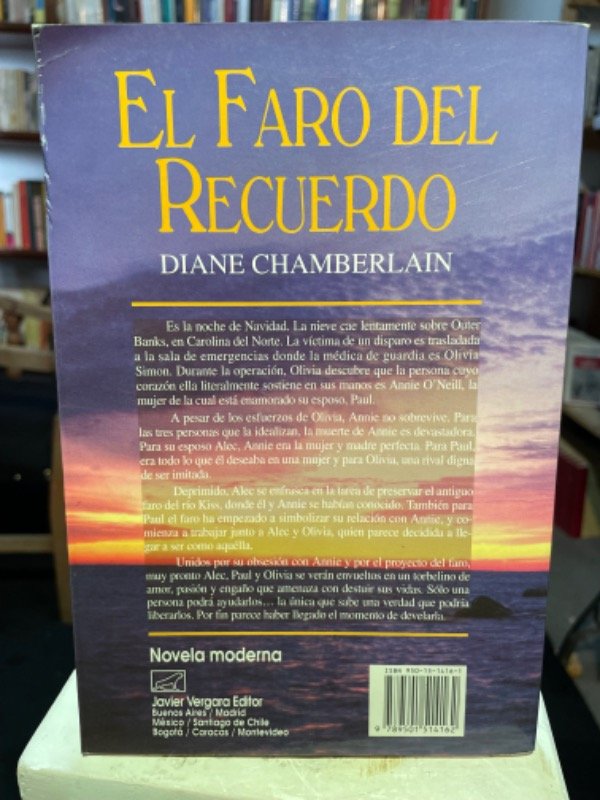 EL FARO DEL
RECUERDO
DIANE CHAMBERLAIN
Es la noche de Navidad. La nieve cae lentamente sobre Outer
Banks, en Carolina del Norte. La víctima de un disparo es trasladada
a la sala de emergencias donde la médica de guardia es Olivia
Simon. Durante la operación, Olivia descubre que la persona cuyo
corazón ella literalmente sostiene en sus manos es Annie O'Neill, la
mujer de la cual está enamorado su esposo, Paul.
A pesar de los esfuerzos de Olivia, Annie no sobrevive. Para
las tres personas que la idealizan, la muerte de Annie es devastadora.
Para su esposo Alec, Annie era la mujer y madre perfecta. Para Paul,
era todo lo que él deseaba en una mujer y para Olivia, una rival digna
de ser imitada.
Deprimido, Alec se enfrasca en la tarea de preservar el antiguo
faro del río Kiss, donde él y Annie se habían conocido. También para
Paul el faro ha empezado a simbolizar su relación con Annie, y co-
mienza a trabajar junto a Alec y Olivia, quien parece decidida a lle-
gar a ser como aquélla.
Unidos por su obsesión con Annie y por el proyecto del faro,
muy pronto Alec, Paul y Olivia se verán envueltos en un torbelino de
amor, pasión y engaño que amenaza con destuir sus vidas. Sólo una
persona podrá ayudarlos... la única que sabe una verdad que podría
liberarlos. Por fin parece haber llegado el momento de develarla.
Novela moderna
Javier Vergara Editor
Buenos Aires / Madrid
México / Santiago de Chile
Bogotá / Caracas / Montevideo
ISBN 950-15-1416-1
9 789501 514162